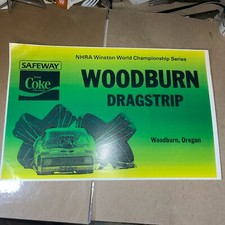 NHRA Winston World Championship Series
SAFEWAY
Coke
WOODBURN
DRAGSTRIP
Woodburn, Oregon